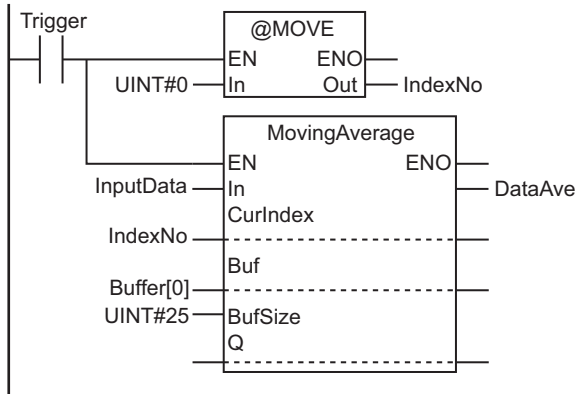 Trigger
@MOVE
EN ENO
UINT#0 In Out IndexNo
MovingAverage
EN ENO
InputData In DataAve
CurIndex
IndexNo
Buf
Buffer[0]
UINT#25 BufSize
Q